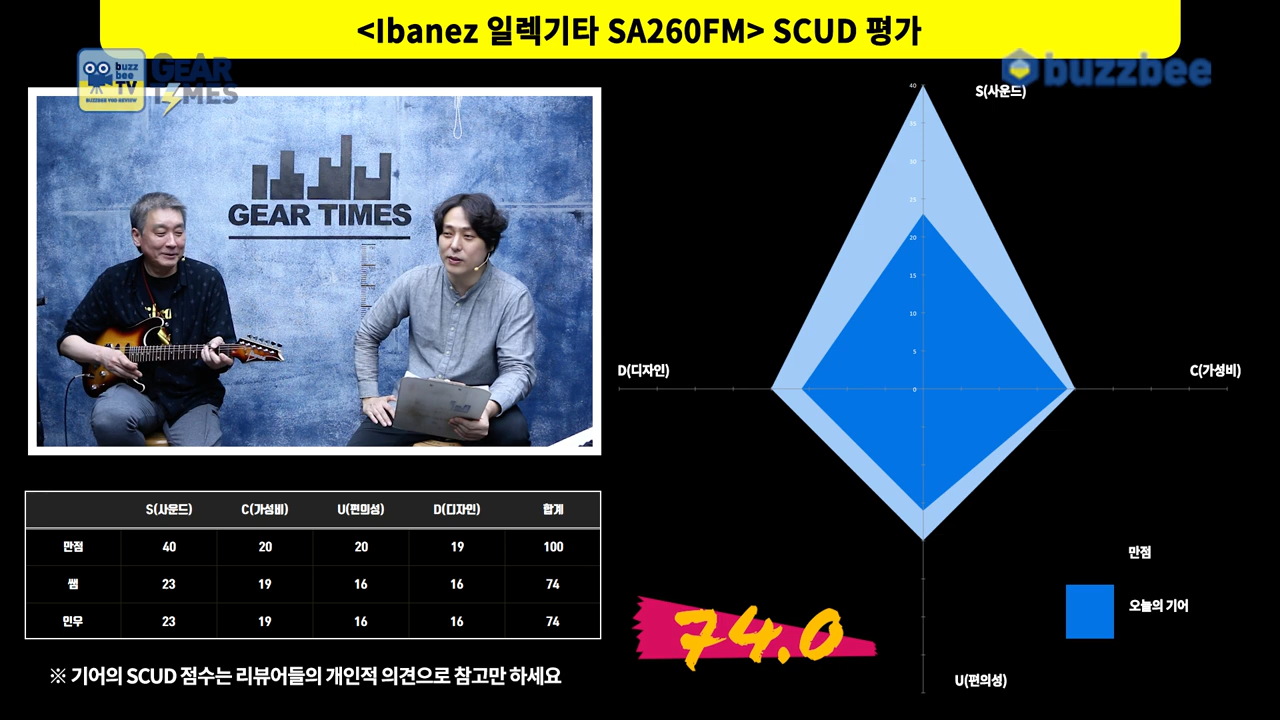 <Ibanez 일렉기타 SA260FM> SCUD 평가
buzz bee TV
BUZZBEE YOU REVIEW
GEAR TIMES
buzzbee
GEAR TIMES
S(사운드)
40
35
30
25
20
15
10
5
0
D(디자인)
C(가성비)
U(편의성)
만점
오늘의 기어
S(사운드) C(가성비) U(편의성) D(디자인) 합계
만점 40 20 20 19 100
쌤 23 19 16 16 74
민우 23 19 16 16 74
74.0
※ 기어의 SCUD 점수는 리뷰어들의 개인적 의견으로 참고만 하세요